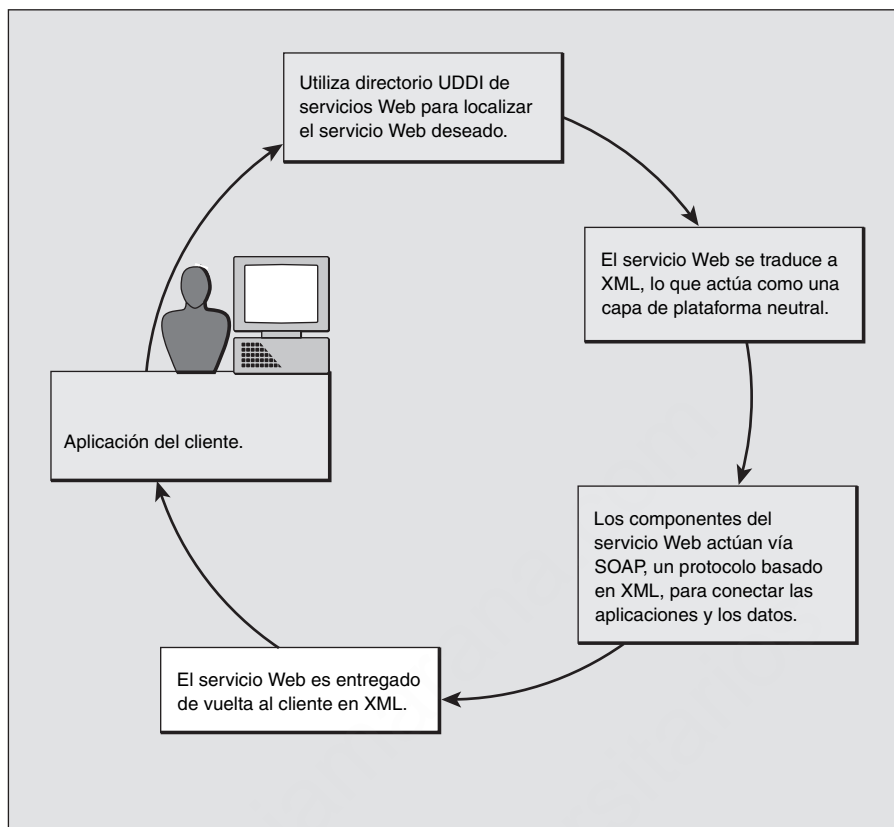 Utiliza directorio UDDI de
servicios Web para localizar
el servicio Web deseado.
El servicio Web se traduce a
XML, lo que actúa como una
capa de plataforma neutral.
Aplicación del cliente.
Los componentes del
servicio Web actúan vía
SOAP, un protocolo basado
en XML, para conectar las
aplicaciones y los datos.
El servicio Web es entregado
de vuelta al cliente en XML.